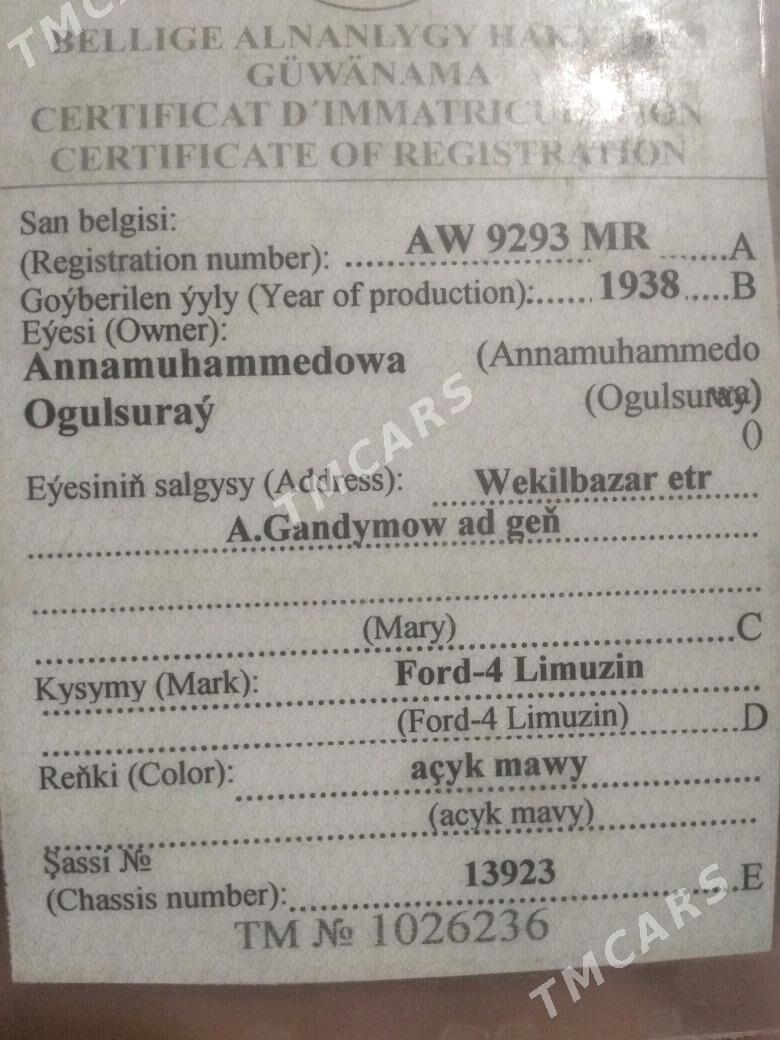 TMCARS
BELLIGE ALNANLYGY
GÜWÄNAMA
CERTIFICAT D'IMMATRICULATION
CERTIFICATE OF REGISTRATION
San belgisi:
(Registration number): ........AW 9293 MR........A
Goýberilen ýyly (Year of production):......1938.....B
Eýesi (Owner):
Annamuhammedowa (Annamuhammedo
wa)
Ogulsuraý (Ogulsuray)
()
Eýesiniň salgysy (Address): Wekilbazar etr
TMCARS
A.Gandymow ad geň
(Mary) C
Kysymy (Mark): Ford-4 Limuzin
(Ford-4 Limuzin) D
Reňki (Color): açyk mawy
(acyk mavy)
Şassi №
(Chassis number): 13923 E
TM № 1026236
TMCARS